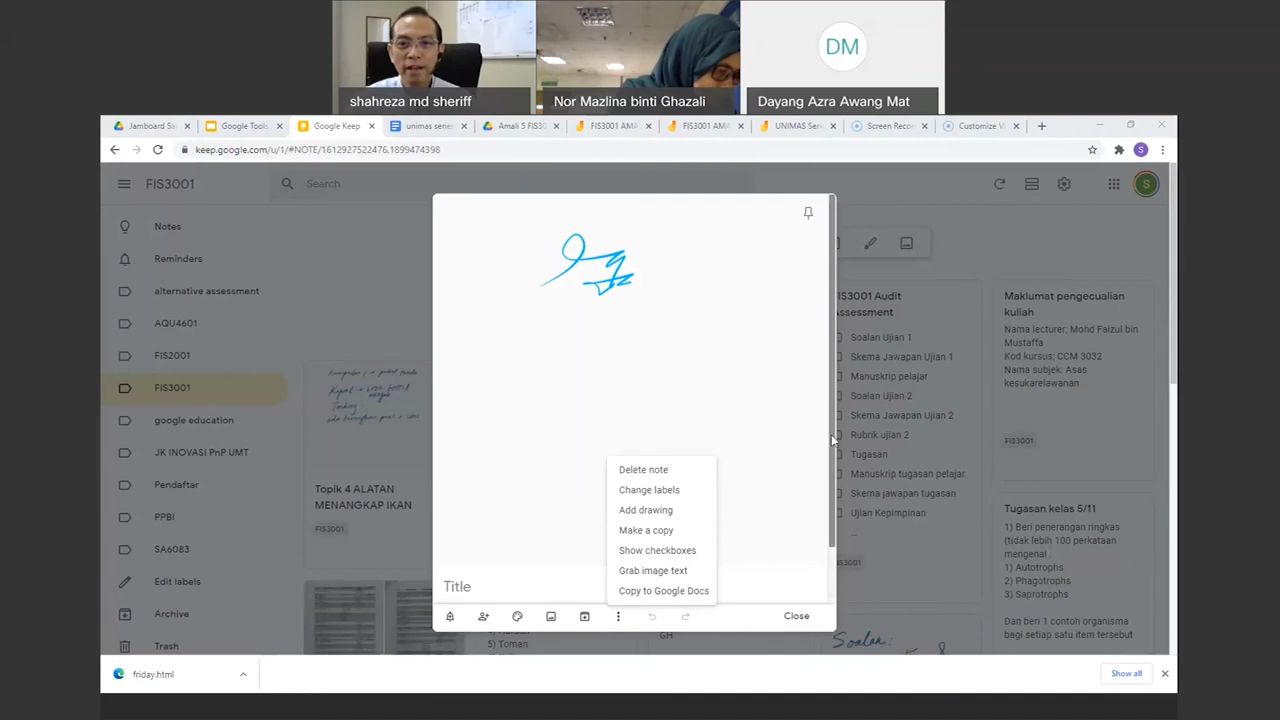 DM
shahreza md sheriff
Nor Mazlina binti Ghazali
Dayang Azra Awang Mat
Jamboard Sa
Google Tools
Google Keep
unimas series
Amali 5 FIS30
FIS3001 AMA
FIS3001 AMA
UNIMAS Seri
Screen Reco
Customize V
keep.google.com/u/1/#NOTE/1612927522476.1899474398
S
FIS3001
Search
S
Notes
Reminders
alternative assessment
AQU4601
FIS2001
FIS3001
google education
JK INOVASI PnP UMT
Pendaftar
PPBI
SA6083
Edit labels
Archive
Trash
Topik 4 ALATAN
MENANGKAP IKAN
FIS3001
Delete note
Change labels
Add drawing
Make a copy
Show checkboxes
Grab image text
Copy to Google Docs
Title
Close
5) Toman
GH
FIS3001 Audit
Assessment
Soalan Ujian 1
Skema Jawapan Ujian 1
Manuskrip pelajar
Soalan Ujian 2
Skema Jawapan Ujian 2
Rubrik ujian 2
Tugasan
Manuskrip tugasan pelajar
Skema jawapan tugasan
Ujian Kepimpinan
...
Maklumat pengecualian
kuliah
Nama lecturer; Mohd Faizul bin
Mustaffa
Kod kursus; CCM 3032
Nama subjek: Asas
kesukarelawanan
FIS3001
Tugasan kelas 5/11
1) Beri penerangan ringkas
(tidak lebih 100 perkataan
mengenai .
1) Autotrophs
2) Phagotrophs
3) Saprotrophs
Dan beri 1 contoh organisma
bagi setiap satu item tersebut
Soalan:
friday.html
Show all